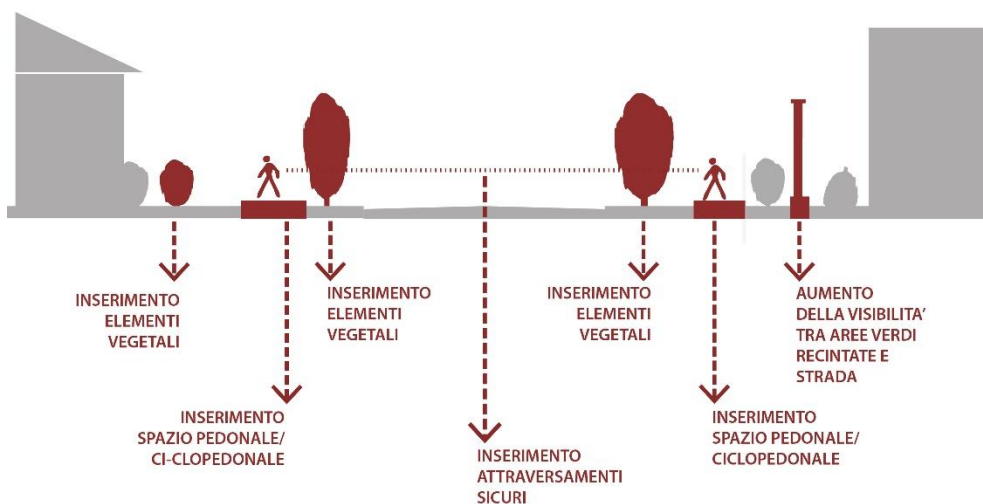 INSERIMENTO
ELEMENTI
VEGETALI
INSERIMENTO
ELEMENTI
VEGETALI
INSERIMENTO
ELEMENTI
VEGETALI
AUMENTO
DELLA VISIBILITA'
TRA AREE VERDI
RECINTATE E
STRADA
INSERIMENTO
SPAZIO PEDONALE/
CI-CLOPEDONALE
INSERIMENTO
ATTRAVERSAMENTI
SICURI
INSERIMENTO
SPAZIO PEDONALE/
CICLOPEDONALE